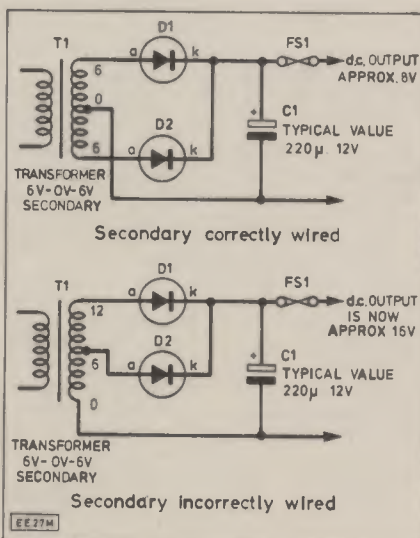 D1
T1
a
k
FS1
6
0
6
d.c. OUTPUT
APPROX. 8V
D2
a
k
+
C1
TYPICAL VALUE
220µ 12V
TRANSFORMER
6V-0V-6V
SECONDARY
Secondary correctly wired
D1
T1
a
k
FS1
12
6
0
d.c. OUTPUT
IS NOW
APPROX 16V
D2
a
k
+
C1
TYPICAL VALUE
220µ 12V
TRANSFORMER
6V-0V-6V
SECONDARY
Secondary incorrectly wired
EE27M